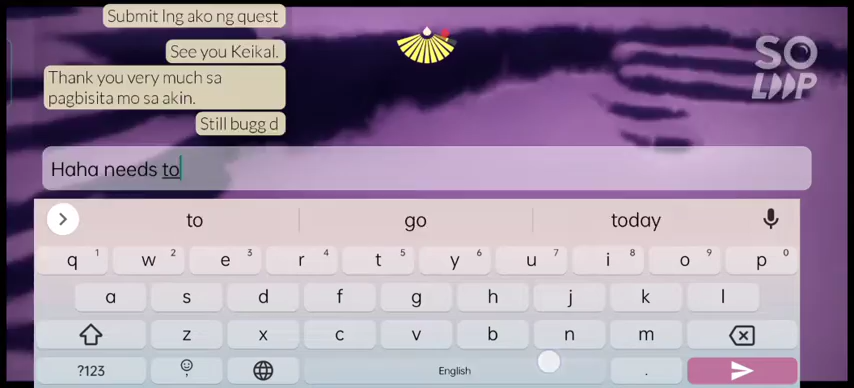 Submit lng ako ng quest
See you Keikal.
Thank you very much sa
pagbisita mo sa akin.
Still bugg d
SO
LOOP
Haha needs to
to go today
q 1 w 2 e 3 r 4 t 5 y 6 u 7 i 8 o 9 p 0
a s d f g h j k l
z x c v b n m
?123 English .